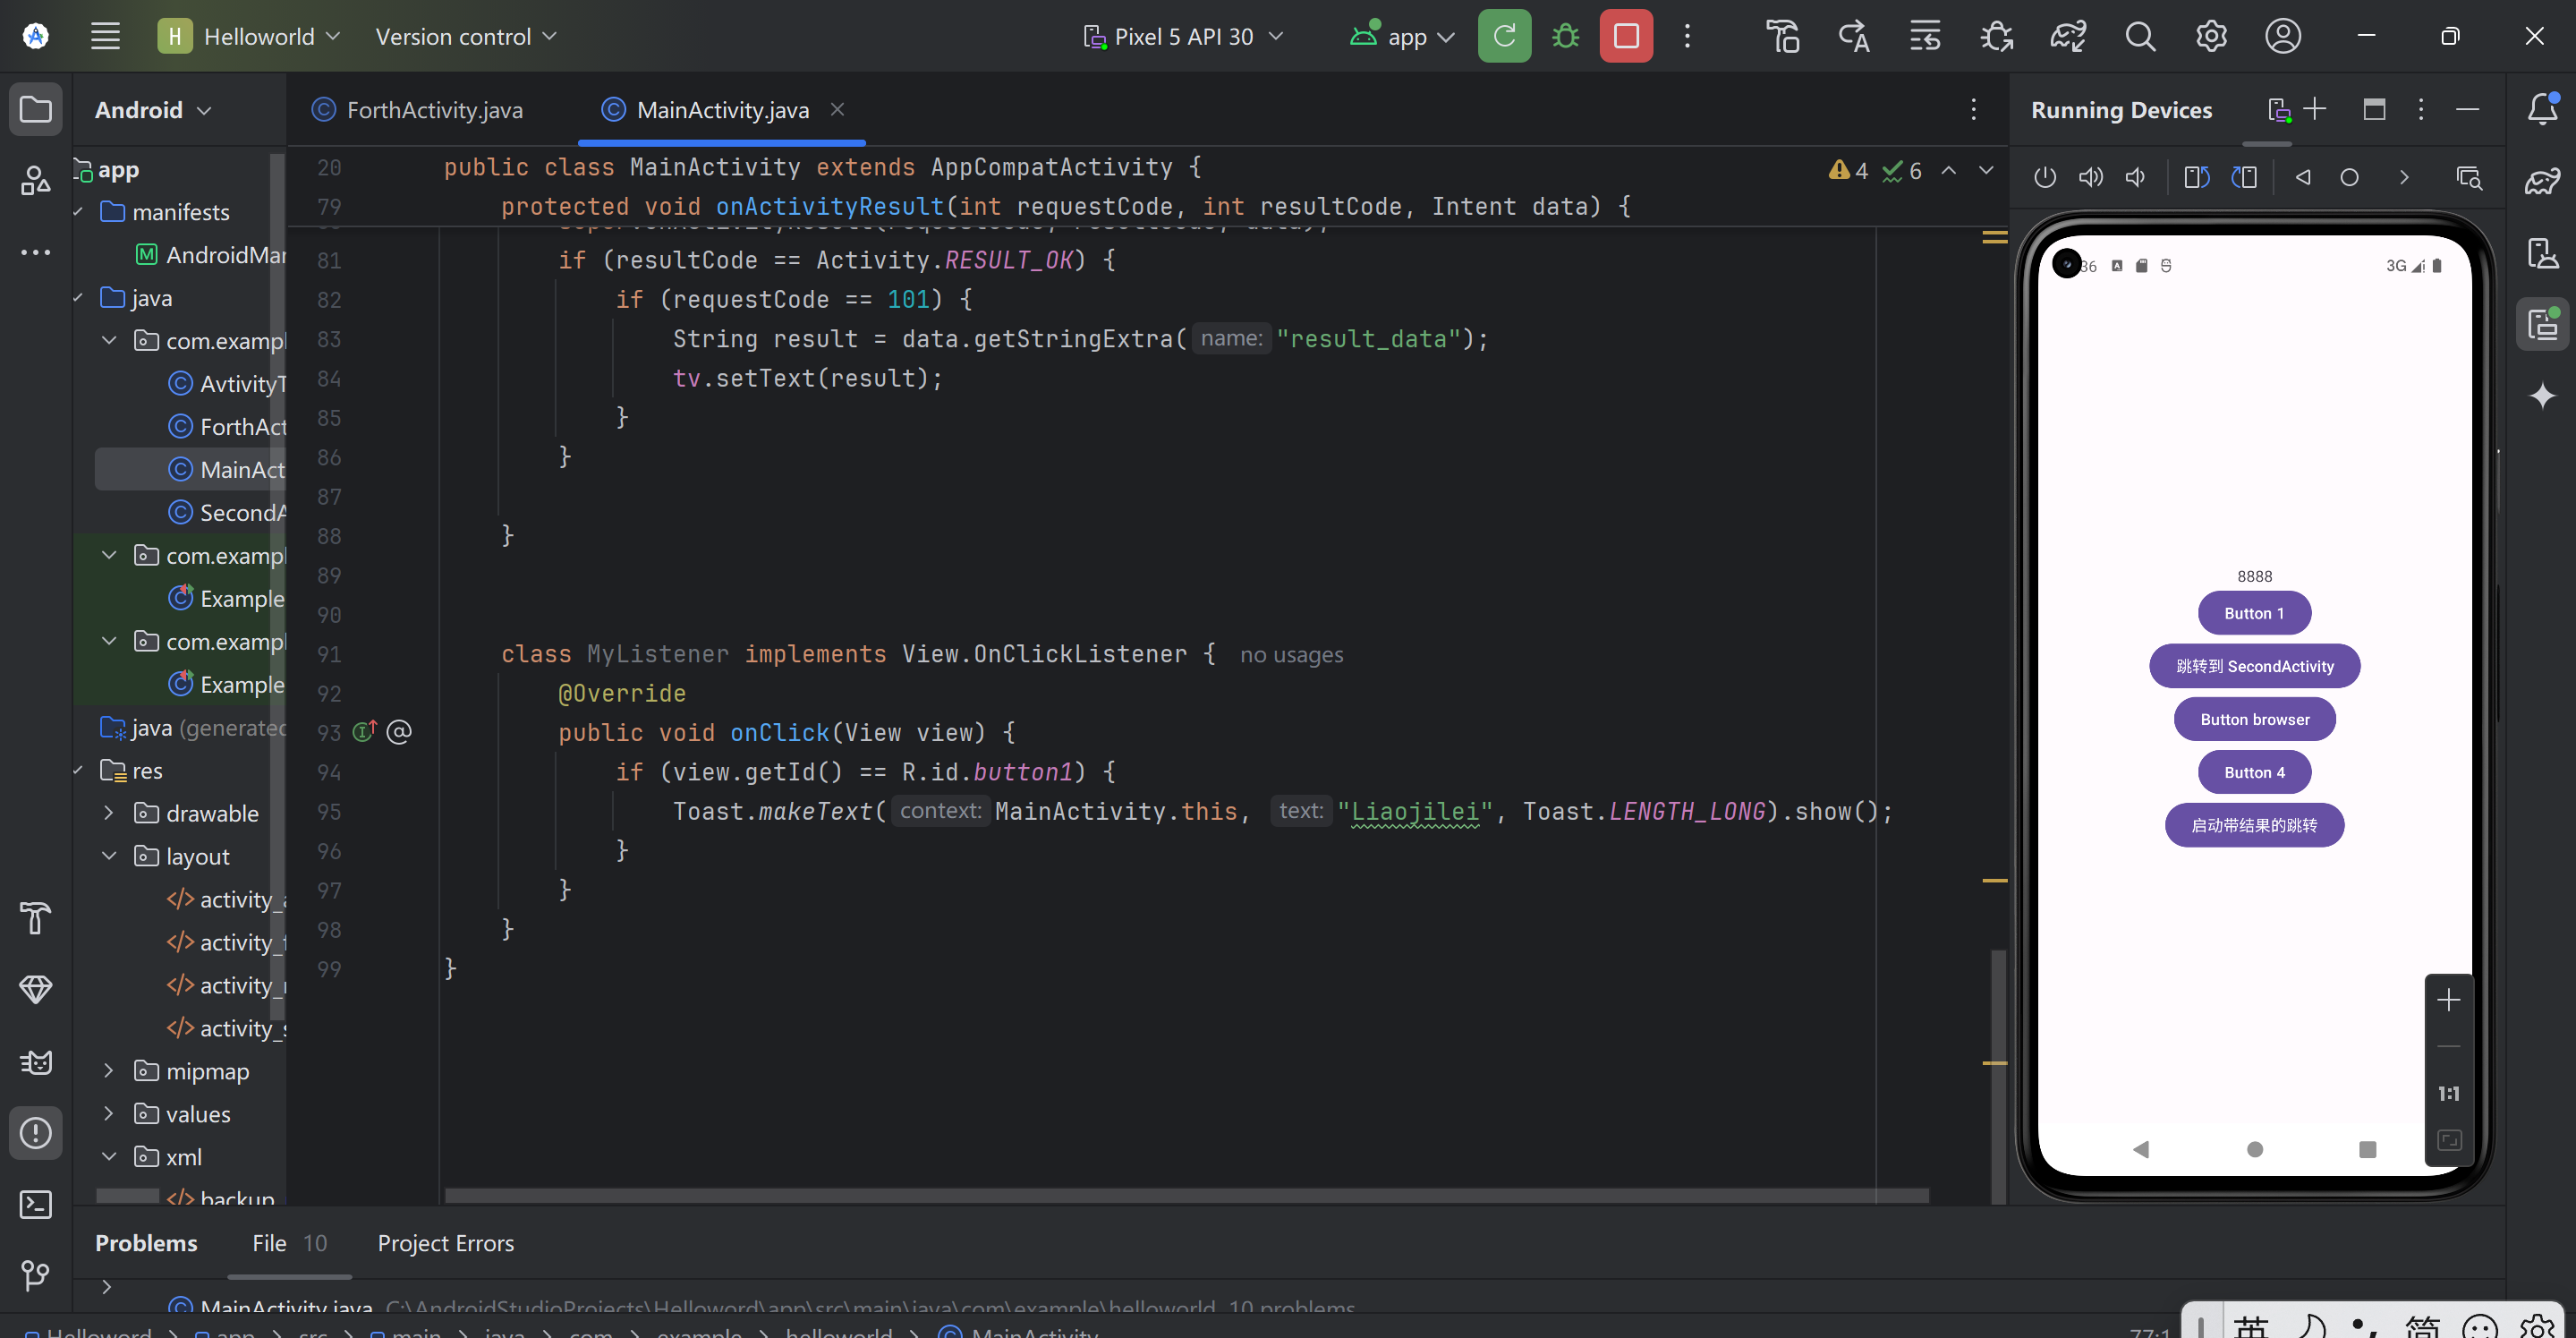 H Helloworld Version control Pixel 5 API 30 app
Android
ForthActivity.java
MainActivity.java
Running Devices
app
manifests
AndroidMar
java
com.exampl
AvtivityT
ForthAct
MainAct
SecondA
com.exampl
Example
com.exampl
Example
java (generated
res
drawable
layout
activity_a
activity_f
activity_
activity_s
mipmap
values
xml
backup
4 6
20 public class MainActivity extends AppCompatActivity {
79 protected void onActivityResult(int requestCode, int resultCode, Intent data) {
81 if (resultCode == Activity.RESULT_OK) {
82 if (requestCode == 101) {
83 String result = data.getStringExtra( name: "result_data");
84 tv.setText(result);
85 }
86 }
87
88 }
89
90
91 class MyListener implements View.OnClickListener { no usages
92 @Override
93 public void onClick(View view) {
94 if (view.getId() == R.id.button1) {
95 Toast.makeText( context: MainActivity.this, text: "Liaojilei", Toast.LENGTH_LONG).show();
96 }
97 }
98 }
99 }
36 3G
8888
Button 1
跳转到 SecondActivity
Button browser
Button 4
启动带结果的跳转
1:1
Problems File 10 Project Errors
MainActivity.java C:\AndroidStudioProjects\Helloword\app\src\main\java\com\example\helloworld 10 problems
Helloword > app > src > main > java > com > example > helloworld > MainActivity
77:1
英 简